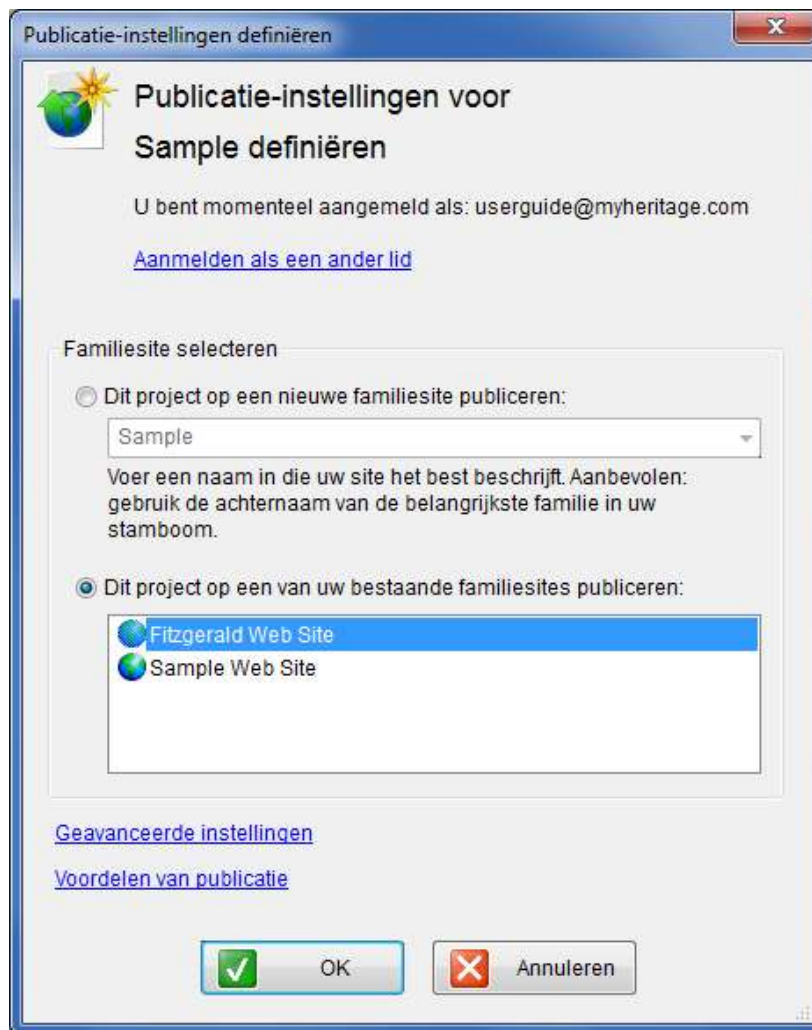 Publicatie-instellingen definiëren
Publicatie-instellingen voor
Sample definiëren
U bent momenteel aangemeld als: userguide@myheritage.com
Aanmelden als een ander lid
Familiesite selecteren
Dit project op een nieuwe familiesite publiceren:
Sample
Voer een naam in die uw site het best beschrijft. Aanbevolen:
gebruik de achternaam van de belangrijkste familie in uw
stamboom.
Dit project op een van uw bestaande familiesites publiceren:
Fitzgerald Web Site
Sample Web Site
Geavanceerde instellingen
Voordelen van publicatie
OK
Annuleren